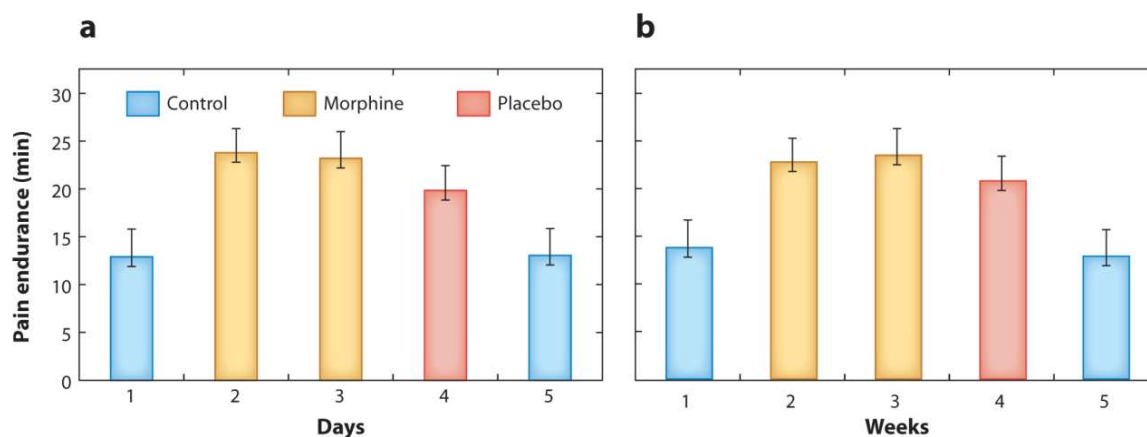 a
b
Pain endurance (min)
30
25
20
15
10
5
0
Control
Morphine
Placebo
1 2 3 4 5
Days
1 2 3 4 5
Weeks